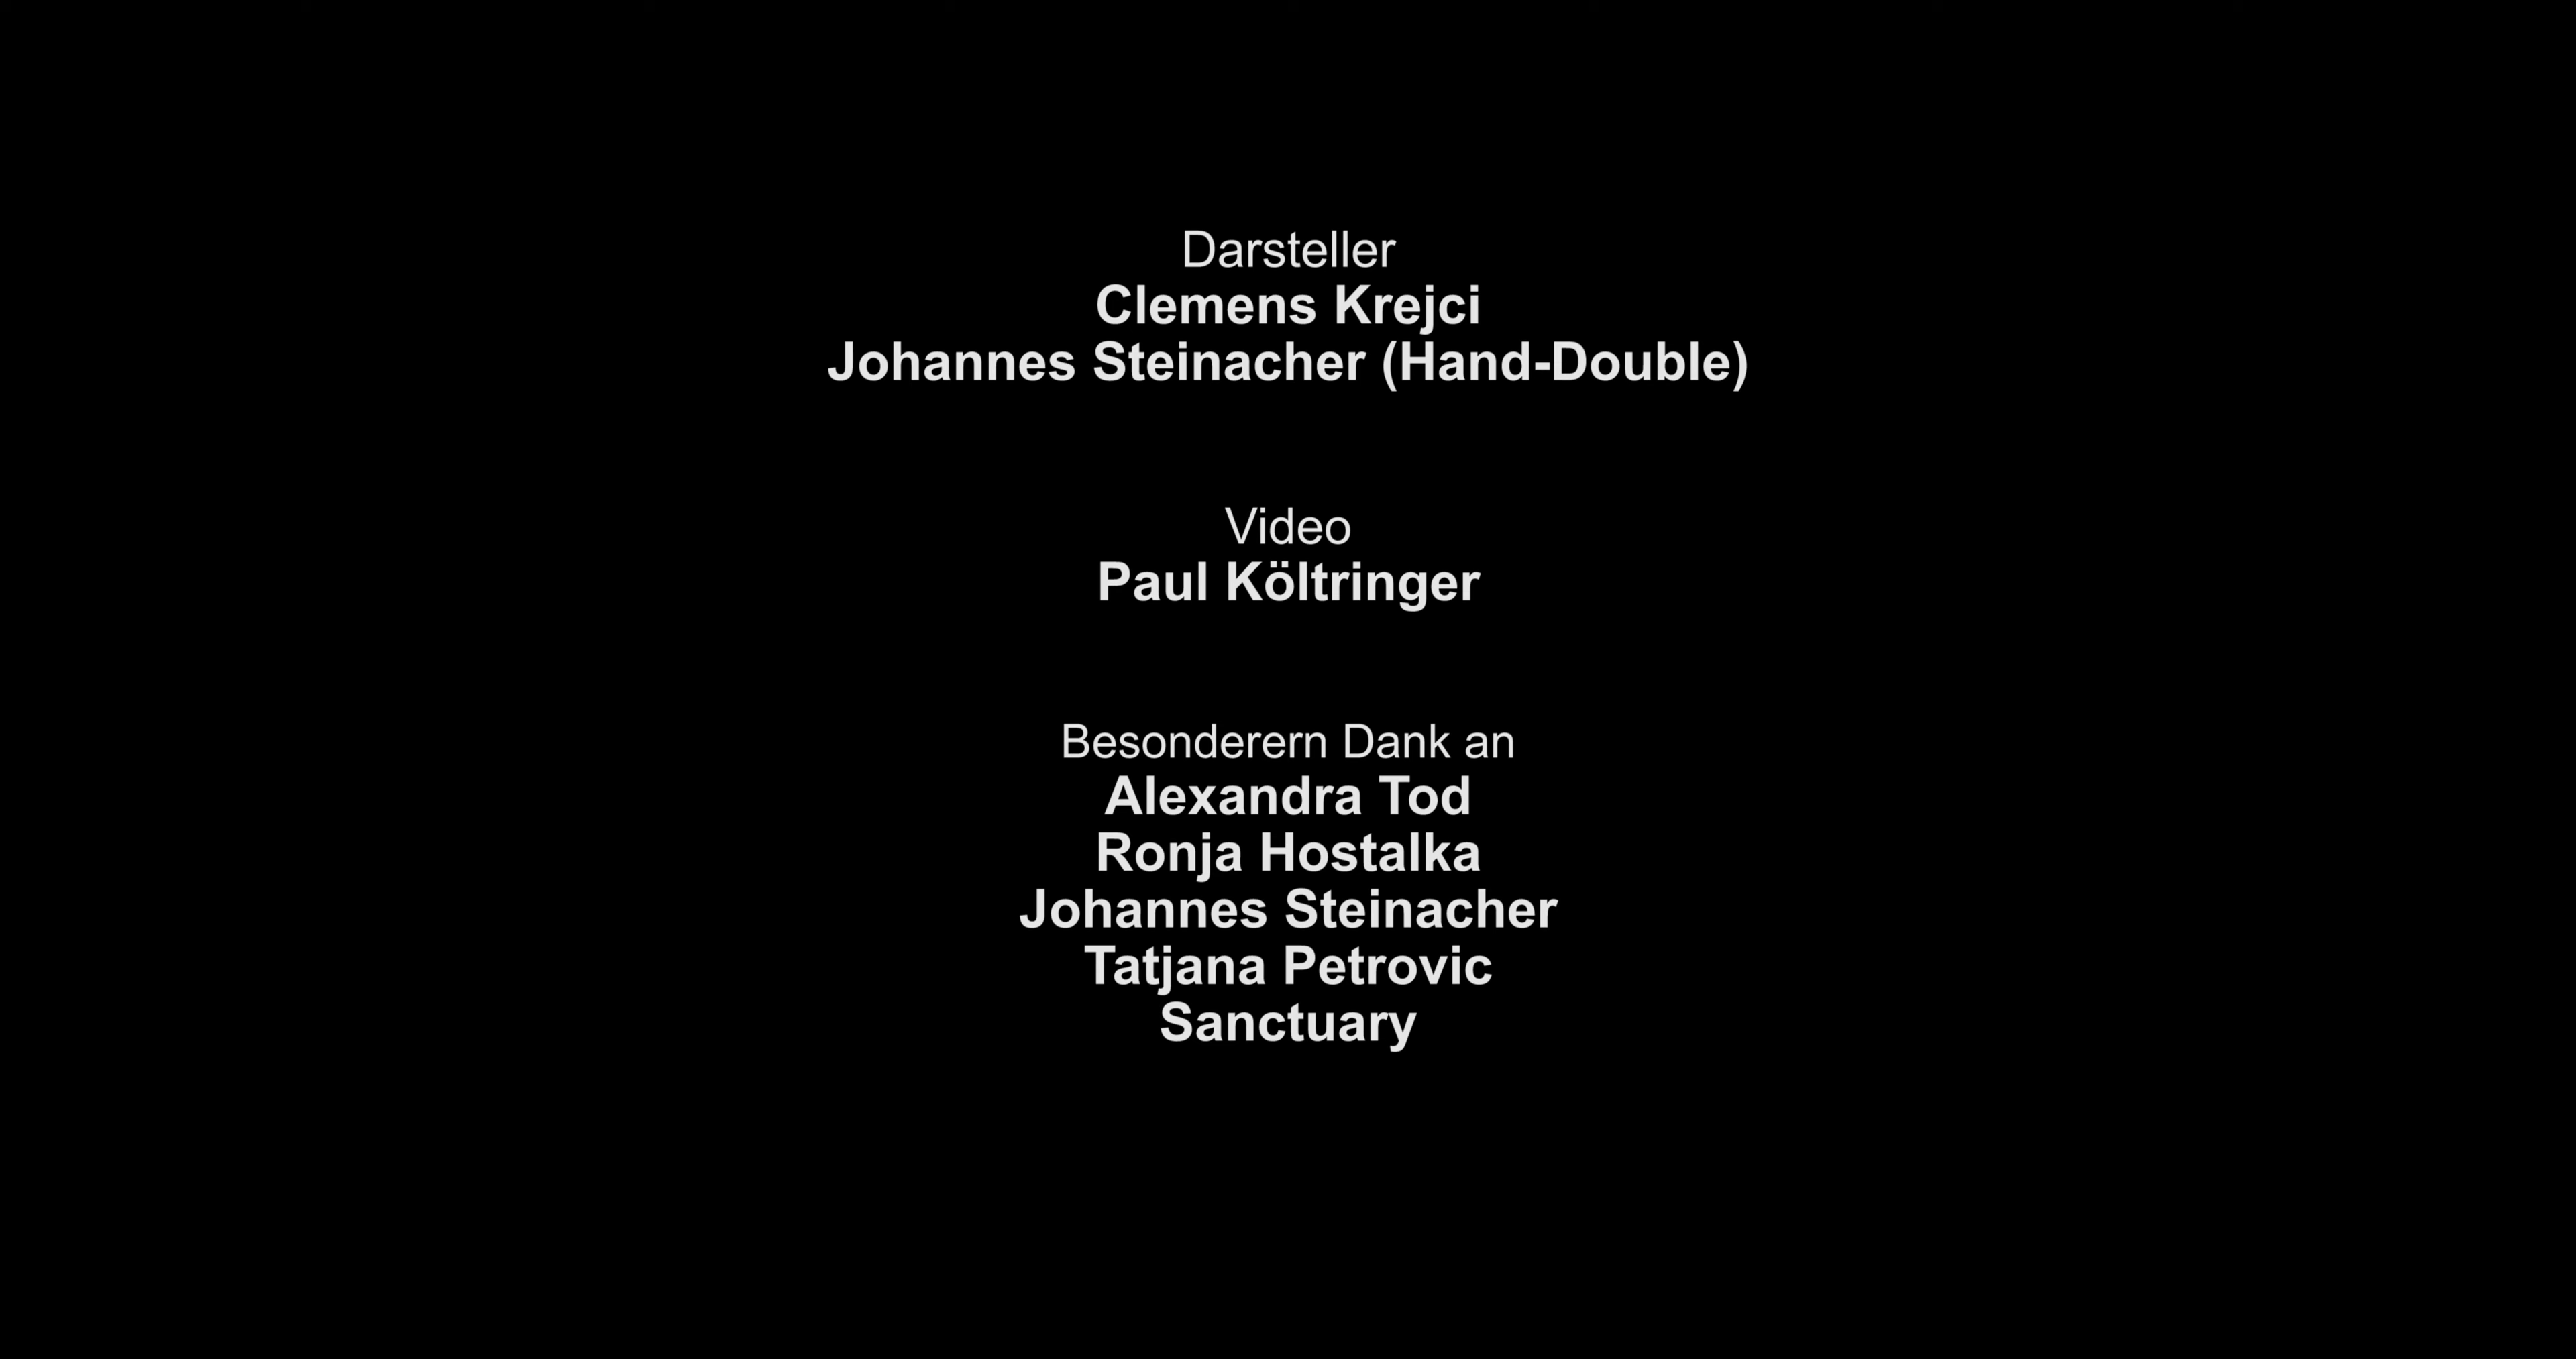 Darsteller
Clemens Krejci
Johannes Steinacher (Hand-Double)
Video
Paul Költringer
Besonderern Dank an
Alexandra Tod
Ronja Hostalka
Johannes Steinacher
Tatjana Petrovic
Sanctuary